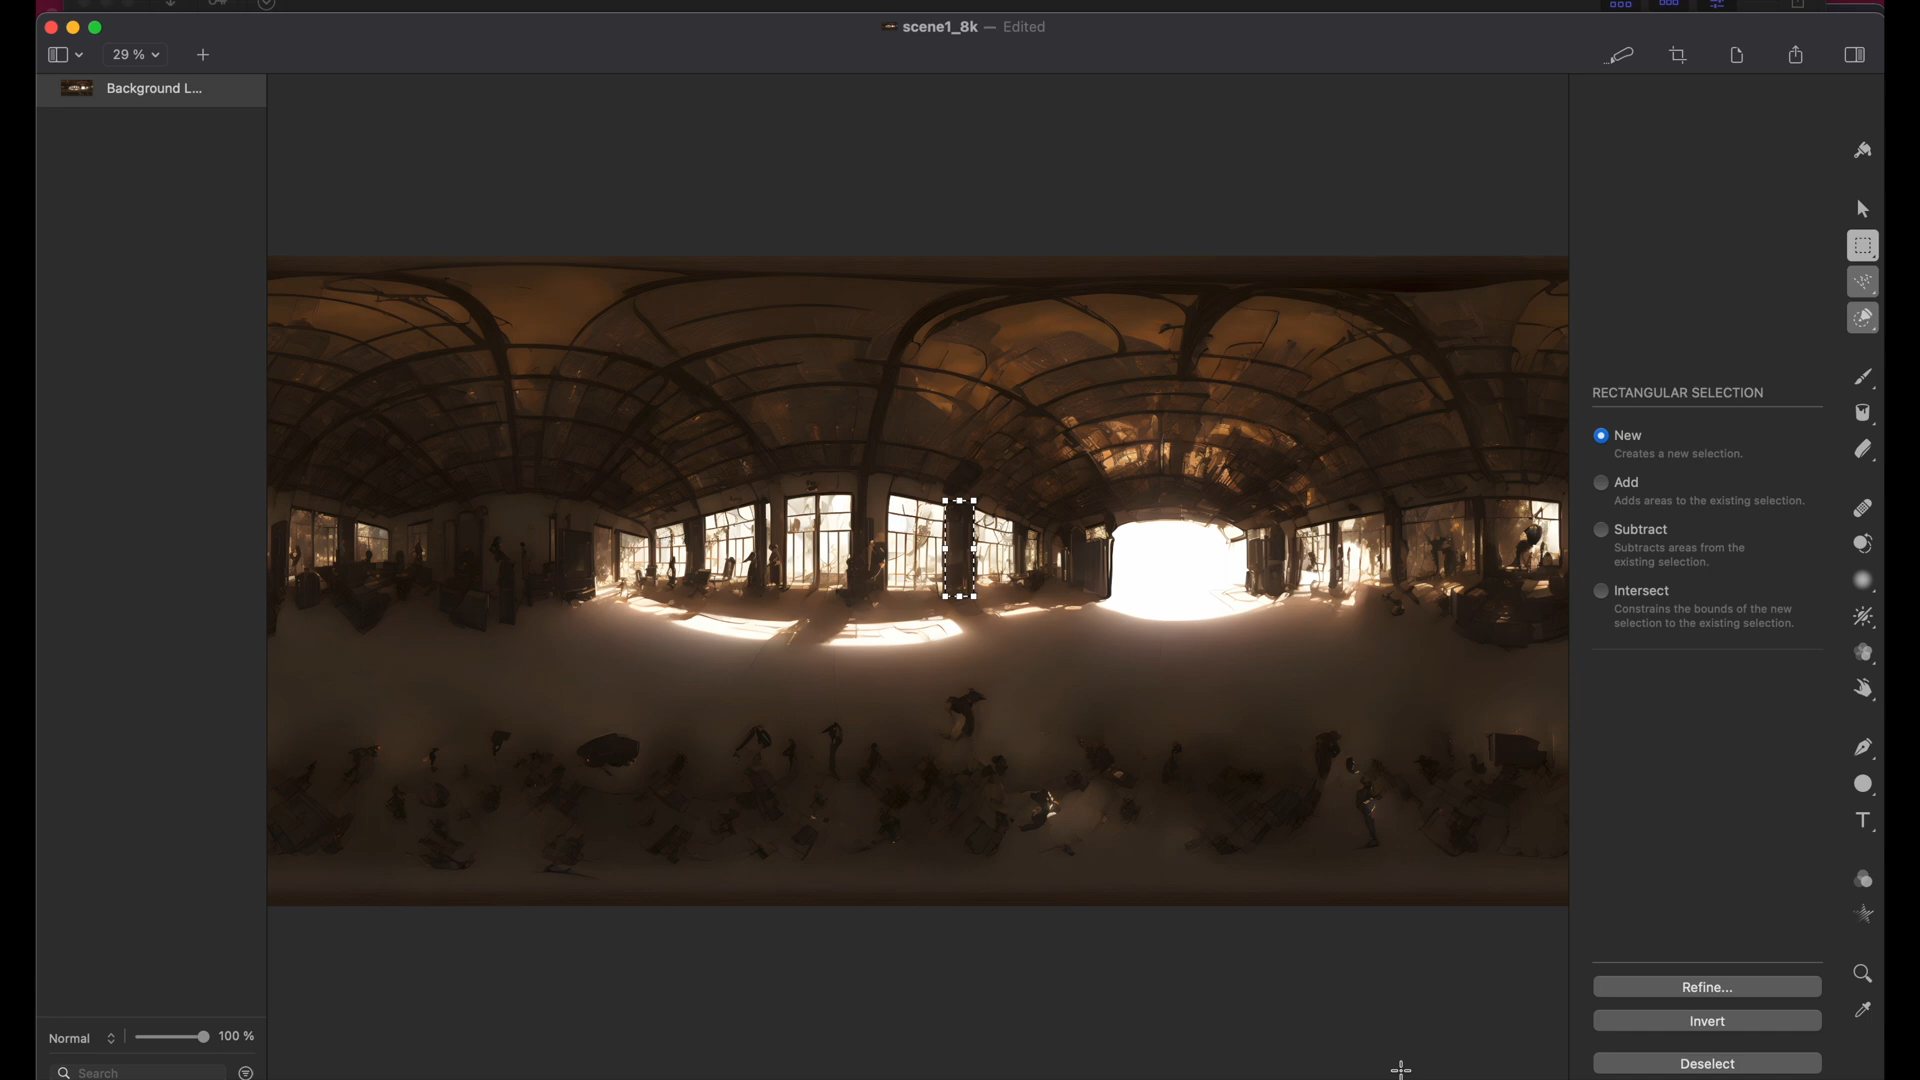 scene1_8k — Edited
29 %
Background L...
RECTANGULAR SELECTION
New
Creates a new selection.
Add
Adds areas to the existing selection.
Subtract
Subtracts areas from the
existing selection.
Intersect
Constrains the bounds of the new
selection to the existing selection.
Refine...
Invert
Deselect
Normal
100 %
Search